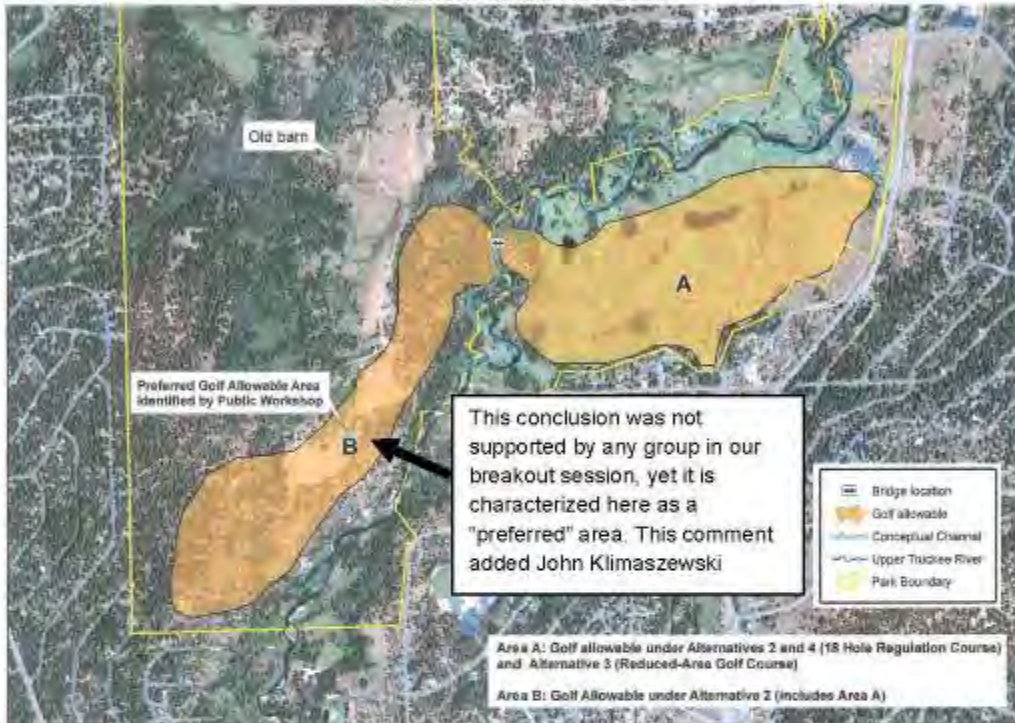 Old barn
A
Preferred Golf Allowable Area
Identified by Public Workshop
B
This conclusion was not
supported by any group in our
breakout session, yet it is
characterized here as a
"preferred" area. This comment
added John Klimaszewski
Bridge location
Golf allowable
Conceptual Channel
Upper Truckee River
Park Boundary
Area A: Golf allowable under Alternatives 2 and 4 (18 Hole Regulation Course)
and Alternative 3 (Reduced-Area Golf Course)
Area B: Golf Allowable under Alternative 2 (includes Area A)